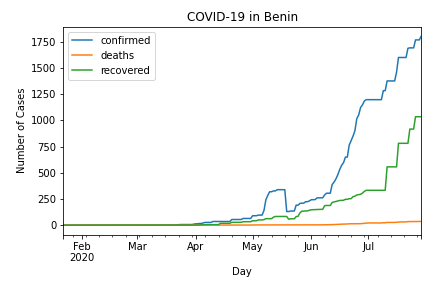 COVID-19 in Benin
confirmed
deaths
recovered
Number of Cases
1750
1500
1250
1000
750
500
250
0
Feb
2020
Mar
Apr
May
Jun
Jul
Day